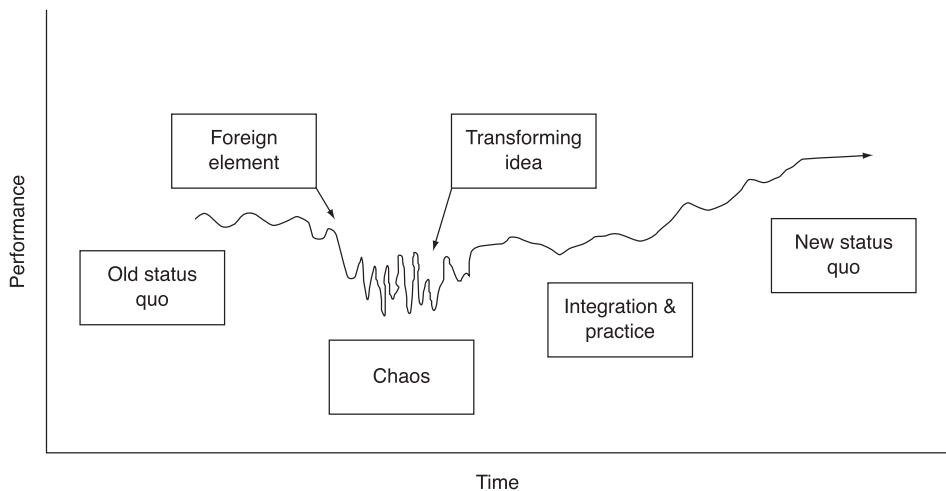 Foreign
element
Transforming
idea
Performance
Old status
quo
New status
quo
Integration &
practice
Chaos
Time